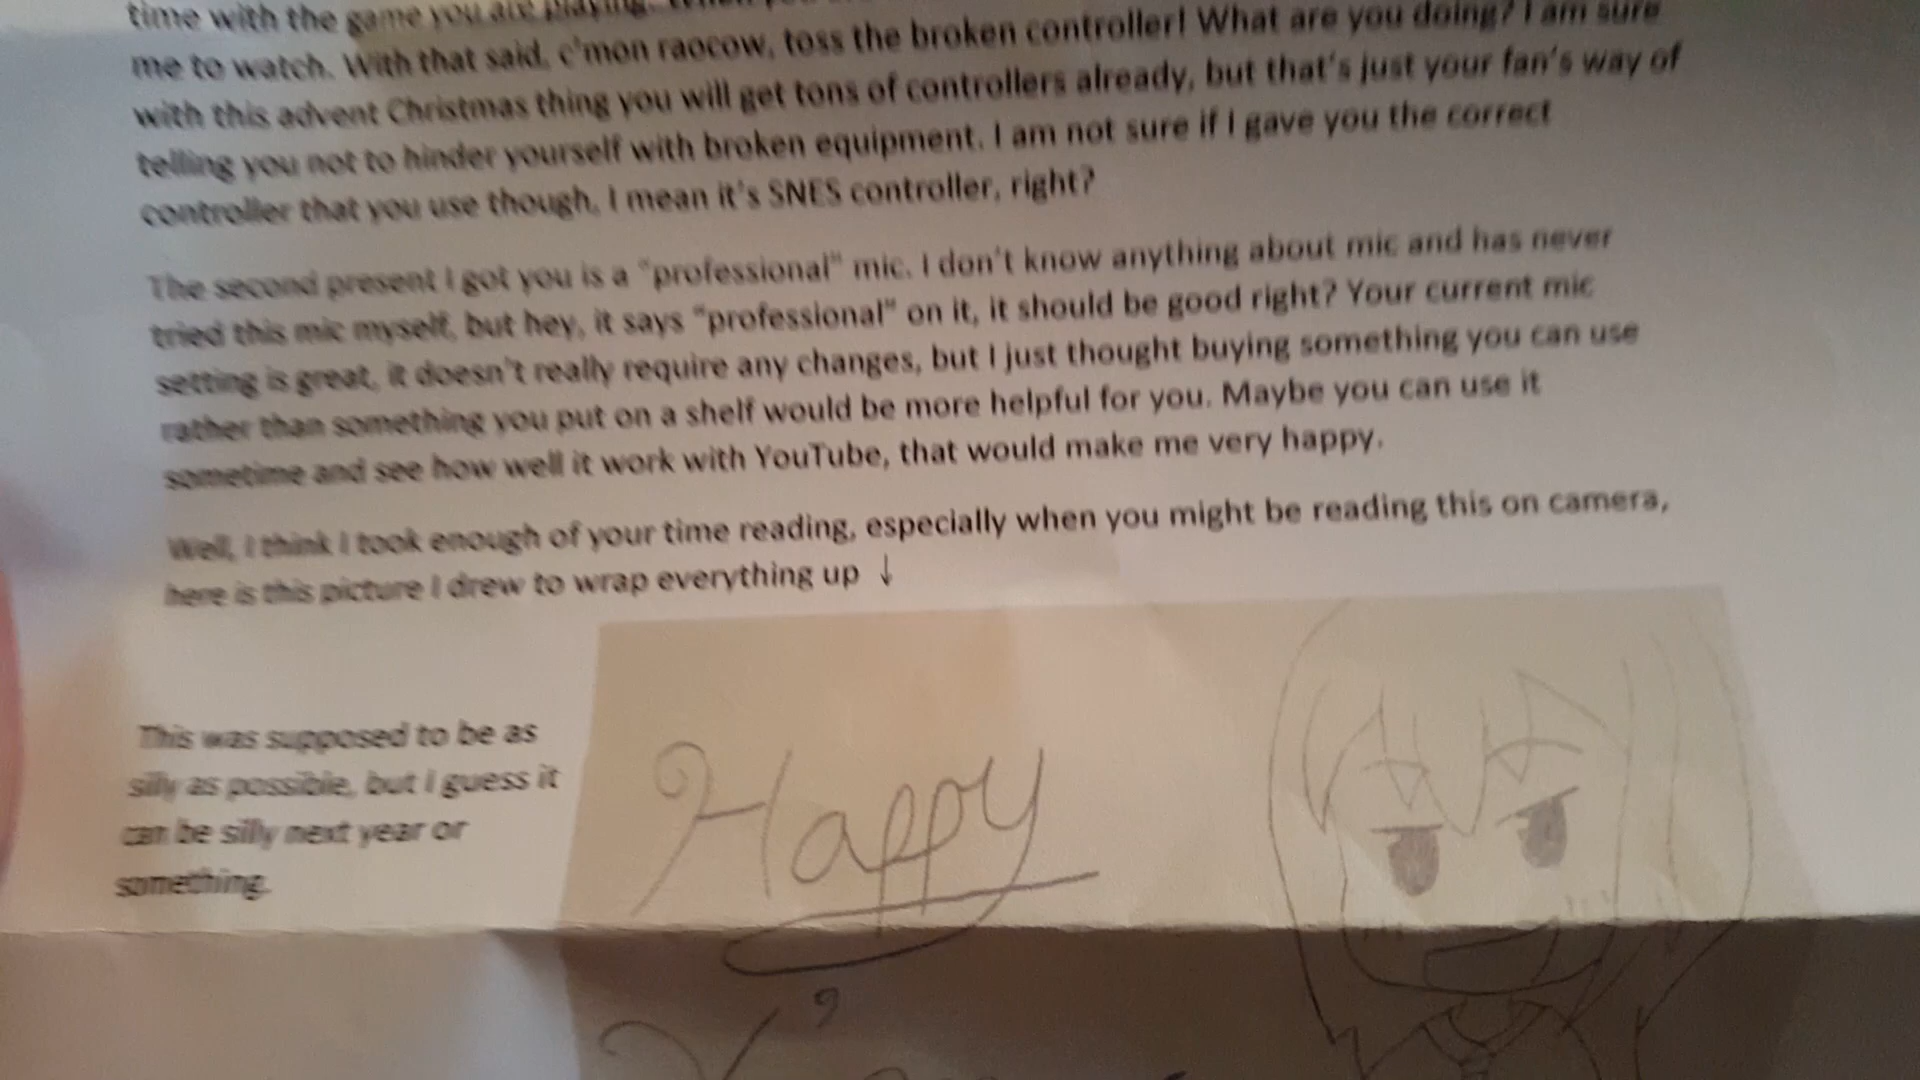 time with the game you are playing.
me to watch. With that said, c'mon raocow, toss the broken controller! What are you doing? I am sure
with this advent Christmas thing you will get tons of controllers already, but that's just your fan's way of
telling you not to hinder yourself with broken equipment. I am not sure if I gave you the correct
controller that you use though, I mean it's SNES controller, right?
The second present I got you is a "professional" mic. I don't know anything about mic and has never
tried this mic myself, but hey, it says "professional" on it, it should be good right? Your current mic
setting is great, it doesn't really require any changes, but I just thought buying something you can use
rather than something you put on a shelf would be more helpful for you. Maybe you can use it
sometime and see how well it work with YouTube, that would make me very happy.
Well, I think I took enough of your time reading, especially when you might be reading this on camera,
here is this picture I drew to wrap everything up ↓
This was supposed to be as
silly as possible, but I guess it
can be silly next year or
something.
Happy